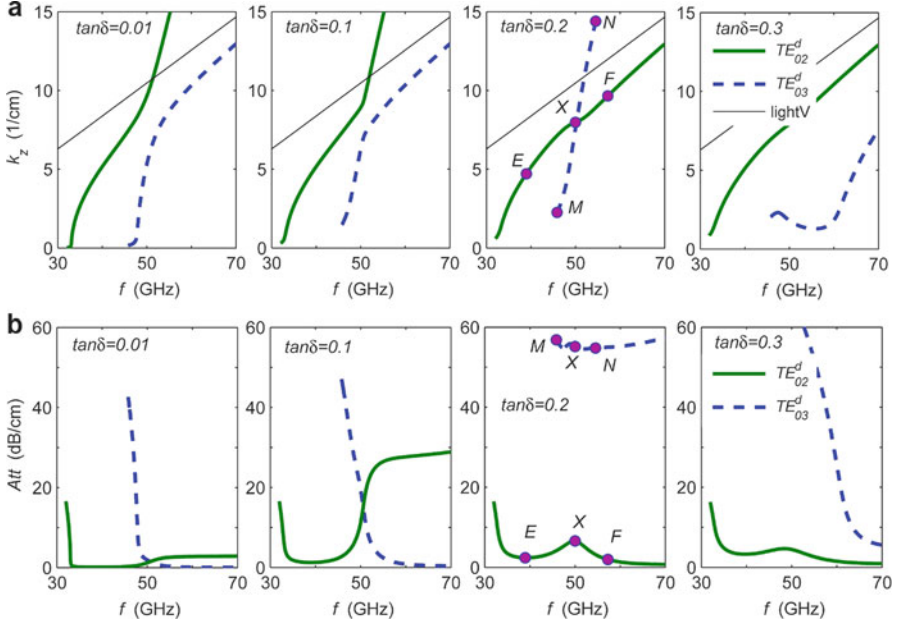 a
tanδ=0.01
tanδ=0.1
tanδ=0.2
tanδ=0.3
N
F
X
E
M
TE^d_02
TE^d_03
lightV
k_z (1/cm)
15
10
5
0
15
10
5
0
15
10
5
0
15
10
5
0
30 50 70
30 50 70
30 50 70
30 50 70
f (GHz)
f (GHz)
f (GHz)
f (GHz)
b
tanδ=0.01
tanδ=0.1
tanδ=0.2
tanδ=0.3
M
X
N
E
X
F
TE^d_02
TE^d_03
Att (dB/cm)
60
40
20
0
60
40
20
0
60
40
20
0
60
40
20
0
30 50 70
30 50 70
30 50 70
30 50 70
f (GHz)
f (GHz)
f (GHz)
f (GHz)